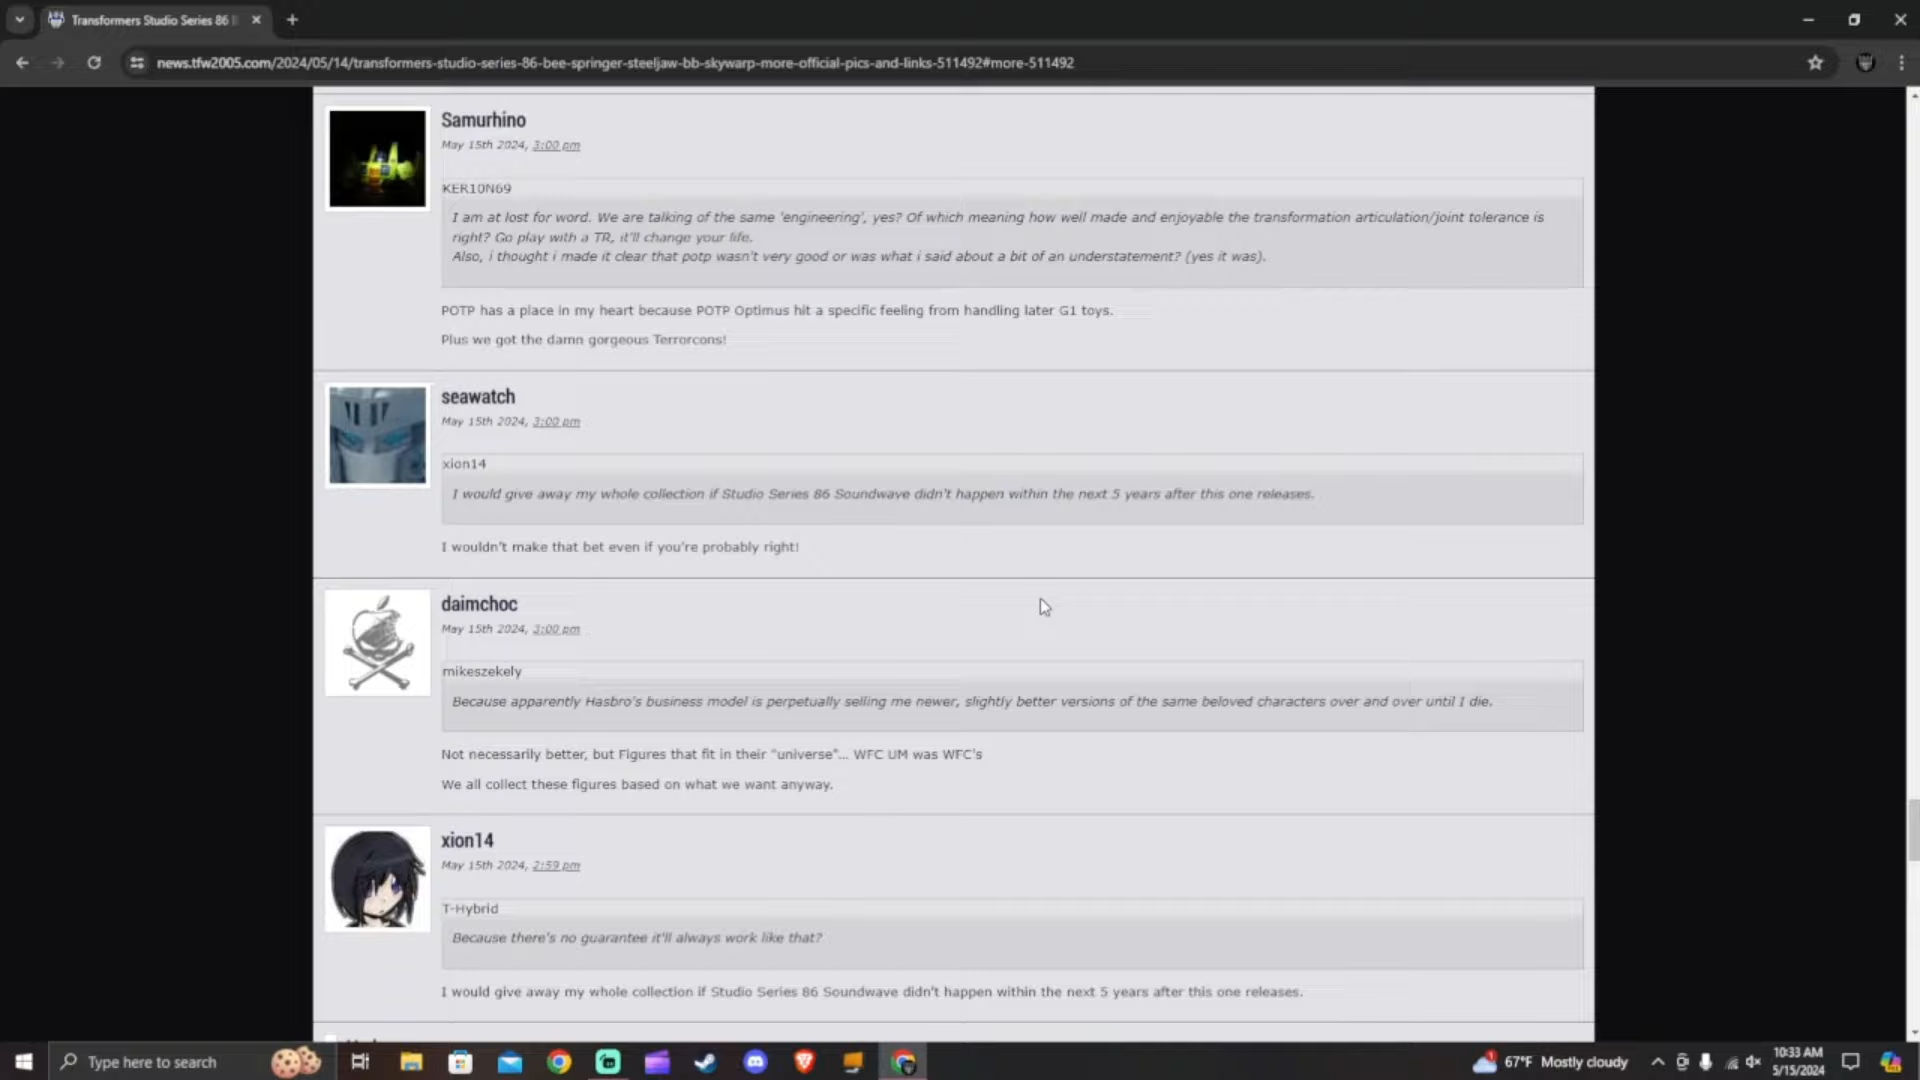 Transformers Studio Series 86
news.tfw2005.com/2024/05/14/transformers-studio-series-86-bee-springer-steeljaw-bb-skywarp-more-official-pics-and-links-511492#more-511492
Samurhino
May 15th 2024, 3:00 pm
KER10N69
I am at lost for word. We are talking of the same 'engineering', yes? Of which meaning how well made and enjoyable the transformation articulation/joint tolerance is
right? Go play with a TR, it'll change your life.
Also, i thought i made it clear that potp wasn't very good or was what i said about a bit of an understatement? (yes it was).
POTP has a place in my heart because POTP Optimus hit a specific feeling from handling later G1 toys.
Plus we got the damn gorgeous Terrorcons!
seawatch
May 15th 2024, 3:00 pm
xion14
I would give away my whole collection if Studio Series 86 Soundwave didn't happen within the next 5 years after this one releases.
I wouldn't make that bet even if you're probably right!
daimchoc
May 15th 2024, 3:00 pm
mikeszekely
Because apparently Hasbro's business model is perpetually selling me newer, slightly better versions of the same beloved characters over and over until I die.
Not necessarily better, but Figures that fit in their "universe"... WFC UM was WFC's
We all collect these figures based on what we want anyway.
xion14
May 15th 2024, 2:59 pm
T-Hybrid
Because there's no guarantee it'll always work like that?
I would give away my whole collection if Studio Series 86 Soundwave didn't happen within the next 5 years after this one releases.
Type here to search
67°F Mostly cloudy
10:33 AM
5/15/2024